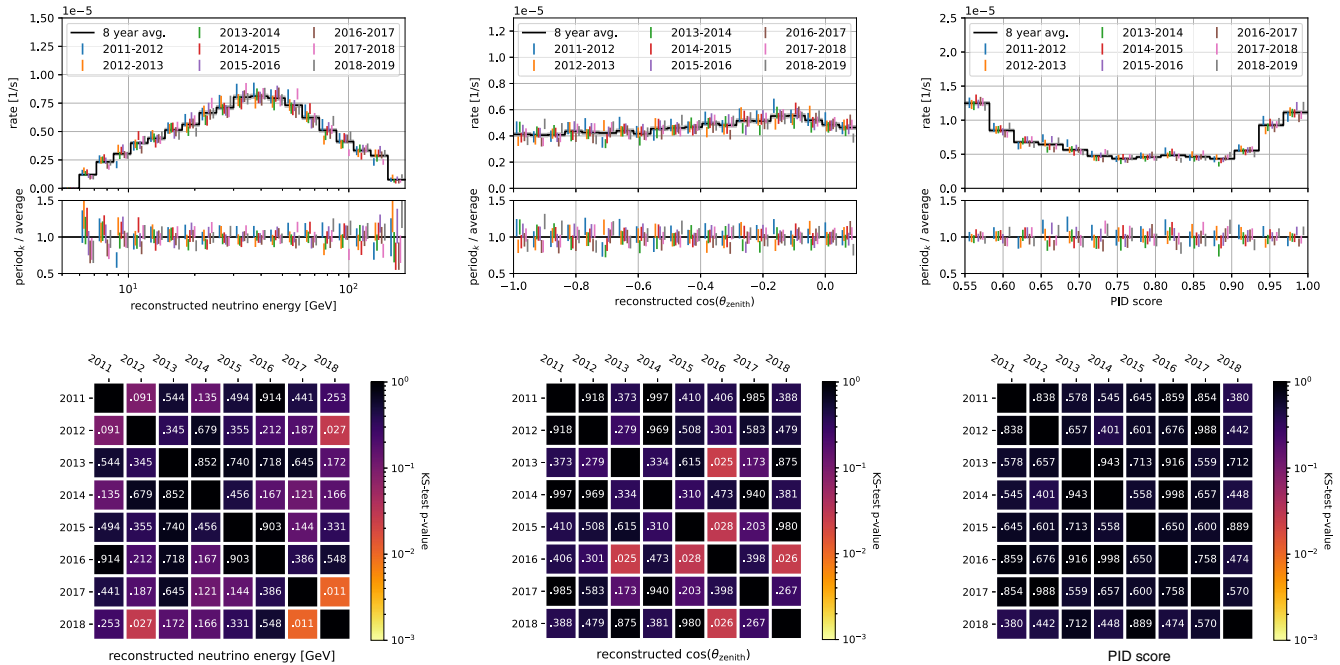 1e−5
1.50
8 year avg.
2011-2012
2012-2013
2013-2014
2014-2015
2015-2016
2016-2017
2017-2018
2018-2019
1.25
1.00
0.75
0.50
0.25
0.00
rate [1/s]
1.5
1.0
0.5
period_k / average
10¹ 10²
reconstructed neutrino energy [GeV]
1e−5
1.4
8 year avg.
2011-2012
2012-2013
2013-2014
2014-2015
2015-2016
2016-2017
2017-2018
2018-2019
1.2
1.0
0.8
0.6
0.4
0.2
0.0
rate [1/s]
1.5
1.0
0.5
period_k / average
−1.0 −0.8 −0.6 −0.4 −0.2 0.0
reconstructed cos(θ_zenith)
1e−5
2.0
8 year avg.
2011-2012
2012-2013
2013-2014
2014-2015
2015-2016
2016-2017
2017-2018
2018-2019
1.5
1.0
0.5
0.0
rate [1/s]
1.5
1.0
0.5
period_k / average
0.55 0.60 0.65 0.70 0.75 0.80 0.85 0.90 0.95 1.00
PID score
2011 2012 2013 2014 2015 2016 2017 2018
2011 .091 .544 .135 .494 .914 .441 .253
2012 .091 .345 .679 .355 .212 .187 .027
2013 .544 .345 .852 .740 .718 .645 .172
2014 .135 .679 .852 .456 .167 .121 .166
2015 .494 .355 .740 .456 .903 .144 .331
2016 .914 .212 .718 .167 .903 .386 .548
2017 .441 .187 .645 .121 .144 .386 .011
2018 .253 .027 .172 .166 .331 .548 .011
reconstructed neutrino energy [GeV]
10⁰
10⁻¹
10⁻²
10⁻³
KS-test p-value
2011 2012 2013 2014 2015 2016 2017 2018
2011 .918 .373 .997 .410 .406 .985 .388
2012 .918 .279 .969 .508 .301 .583 .479
2013 .373 .279 .334 .615 .025 .173 .875
2014 .997 .969 .334 .310 .473 .940 .381
2015 .410 .508 .615 .310 .028 .203 .980
2016 .406 .301 .025 .473 .028 .398 .026
2017 .985 .583 .173 .940 .203 .398 .267
2018 .388 .479 .875 .381 .980 .026 .267
reconstructed cos(θ_zenith)
10⁰
10⁻¹
10⁻²
10⁻³
KS-test p-value
2011 2012 2013 2014 2015 2016 2017 2018
2011 .838 .578 .545 .645 .859 .854 .380
2012 .838 .657 .401 .601 .676 .988 .442
2013 .578 .657 .943 .713 .916 .559 .712
2014 .545 .401 .943 .558 .998 .657 .448
2015 .645 .601 .712 .558 .650 .600 .889
2016 .859 .676 .916 .998 .650 .758 .474
2017 .854 .988 .559 .657 .600 .758 .570
2018 .380 .442 .712 .448 .889 .474 .570
PID score
10⁰
10⁻¹
10⁻²
10⁻³
KS-test p-value